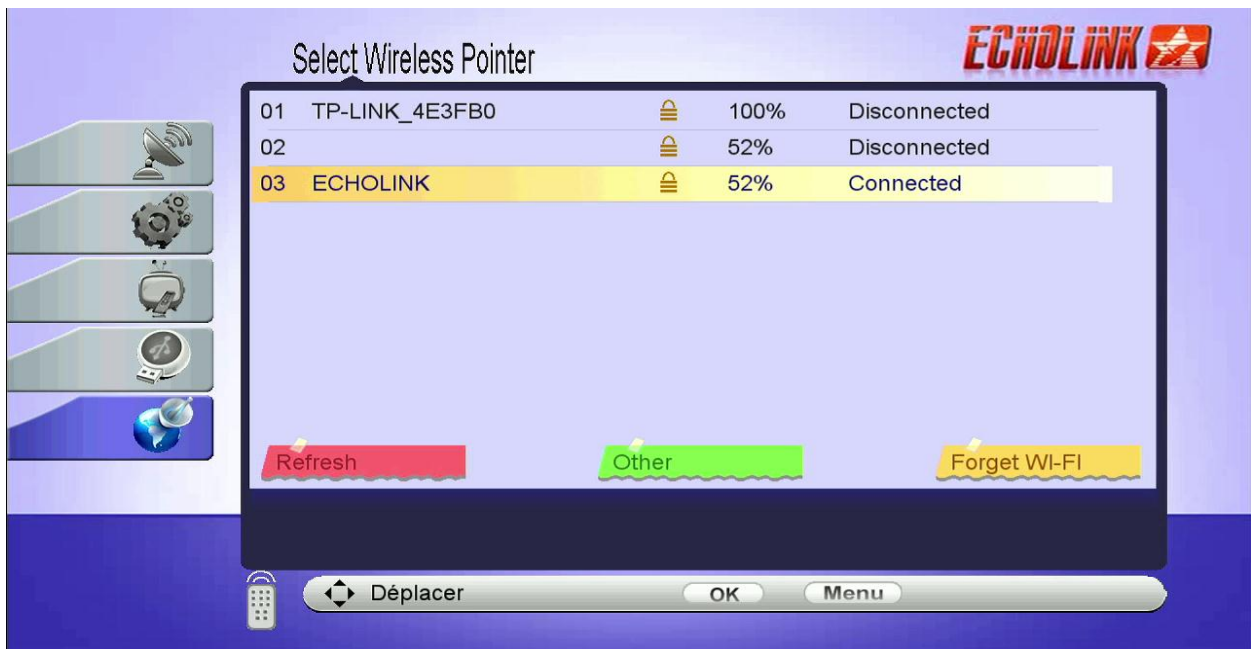 Select Wireless Pointer
ECHOLINK
01 TP-LINK_4E3FB0 100% Disconnected
02 52% Disconnected
03 ECHOLINK 52% Connected
Refresh Other Forget WI-FI
Déplacer OK Menu